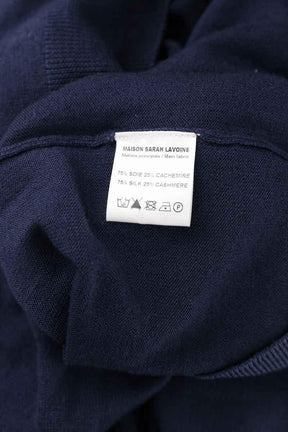 MAISON SARAH LAVOINE
Matière principale / Main fabric
75% SOIE 25% CACHEMIRE
75% SILK 25% CASHMERE
P